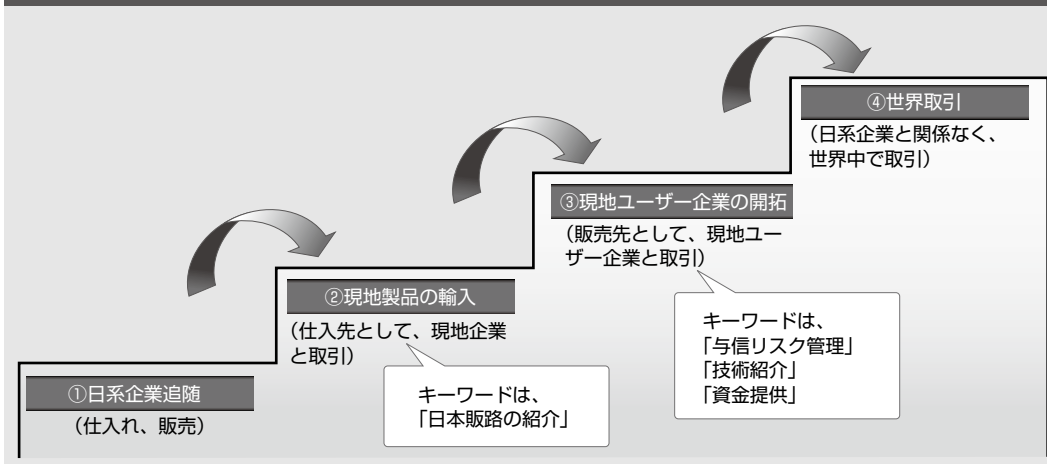 ④世界取引
（日系企業と関係なく、
世界中で取引）
③現地ユーザー企業の開拓
（販売先として、現地ユー
ザー企業と取引）
キーワードは、
「与信リスク管理」
「技術紹介」
「資金提供」
②現地製品の輸入
（仕入先として、現地企業
と取引）
キーワードは、
「日本販路の紹介」
①日系企業追随
（仕入れ、販売）